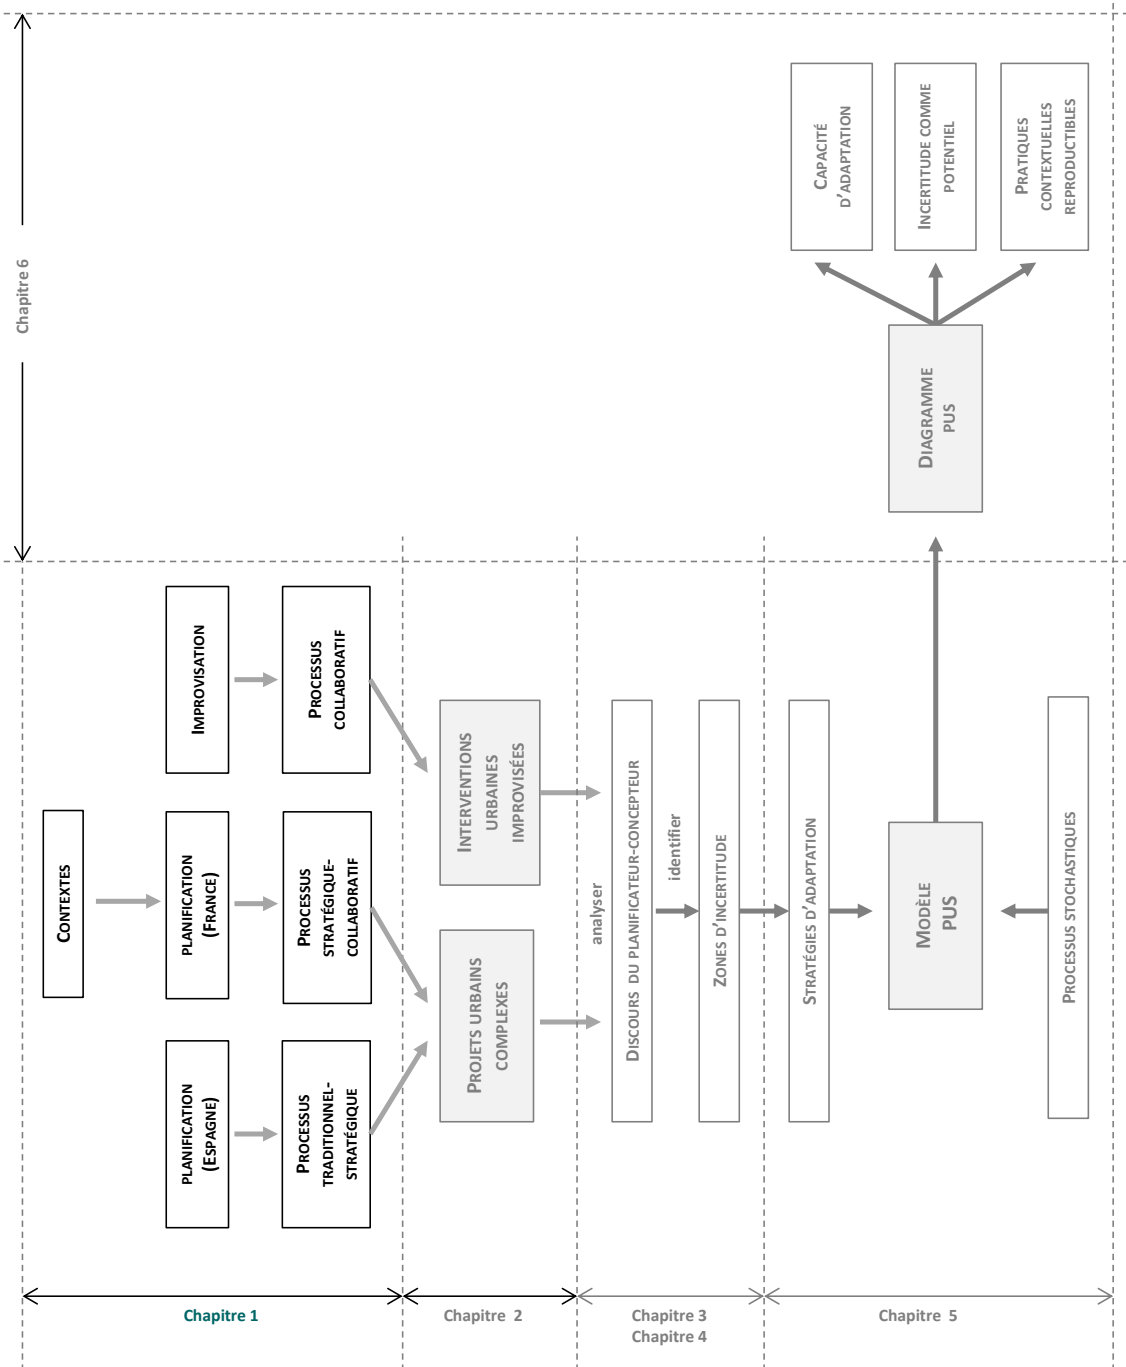 Chapitre 6
CONTEXTES
PLANIFICATION
(ESPAGNE)
PLANIFICATION
(FRANCE)
IMPROVISATION
PROCESSUS
TRADITIONNEL-
STRATÉGIQUE
PROCESSUS
STRATÉGIQUE-
COLLABORATIF
PROCESSUS
COLLABORATIF
PROJETS URBAINS
COMPLEXES
INTERVENTIONS
URBAINES
IMPROVISÉES
analyser
DISCOURS DU PLANIFICATEUR-CONCEPTEUR
identifier
ZONES D'INCERTITUDE
STRATÉGIES D'ADAPTATION
MODÈLE
PUS
PROCESSUS STOCHASTIQUES
DIAGRAMME
PUS
CAPACITÉ
D'ADAPTATION
INCERTITUDE COMME
POTENTIEL
PRATIQUES
CONTEXTUELLES
REPRODUCTIBLES
Chapitre 1
Chapitre 2
Chapitre 3
Chapitre 4
Chapitre 5